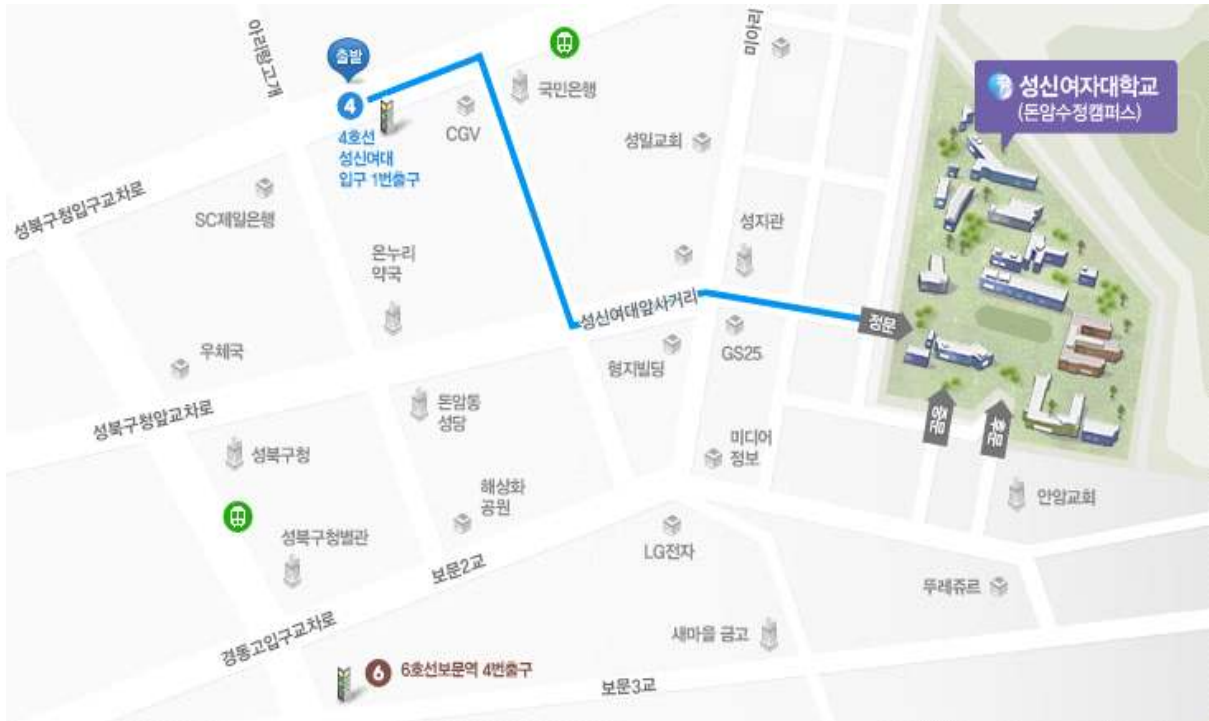 아리랑고개
출발
4
4호선
성신여대
입구 1번출구
CGV
국민은행
미아리
성신여자대학교
(돈암수정캠퍼스)
성일교회
성북구청입구교차로
SC제일은행
온누리
약국
성지관
성신여대앞사거리
정문
우체국
형지빌딩
GS25
성북구청앞교차로
돈암동
성당
중문
후문
성북구청
미디어
정보
해상화
공원
안암교회
성북구청별관
LG전자
보문2교
뚜레쥬르
경동고입구교차로
새마을 금고
6
6호선보문역 4번출구
보문3교